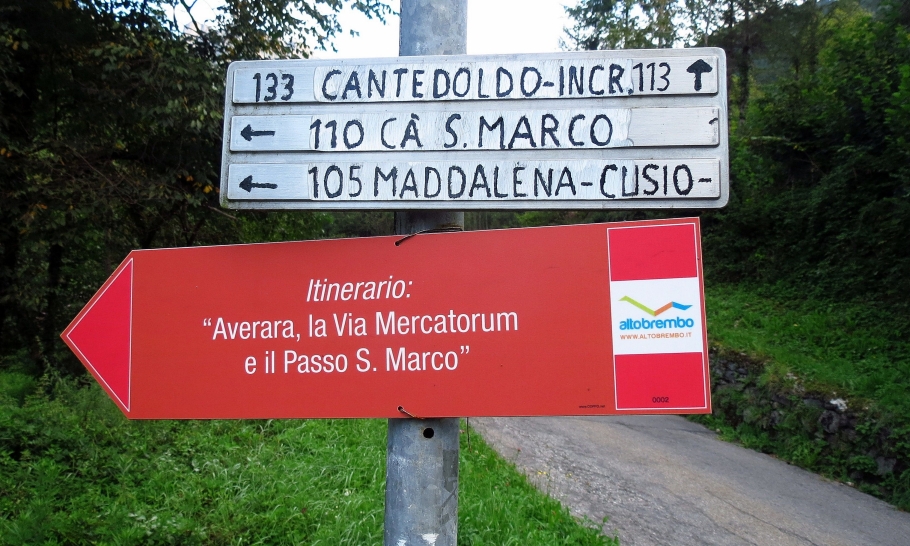 133 CANTEDOLDO-INCR.113 ↑
← 110 CÀ S.MARCO
← 105 MADDALENA-CUSIO-
Itinerario:
“Averara, la Via Mercatorum
e il Passo S. Marco”
altobrembo
WWW.ALTOBREMBO.IT
0002